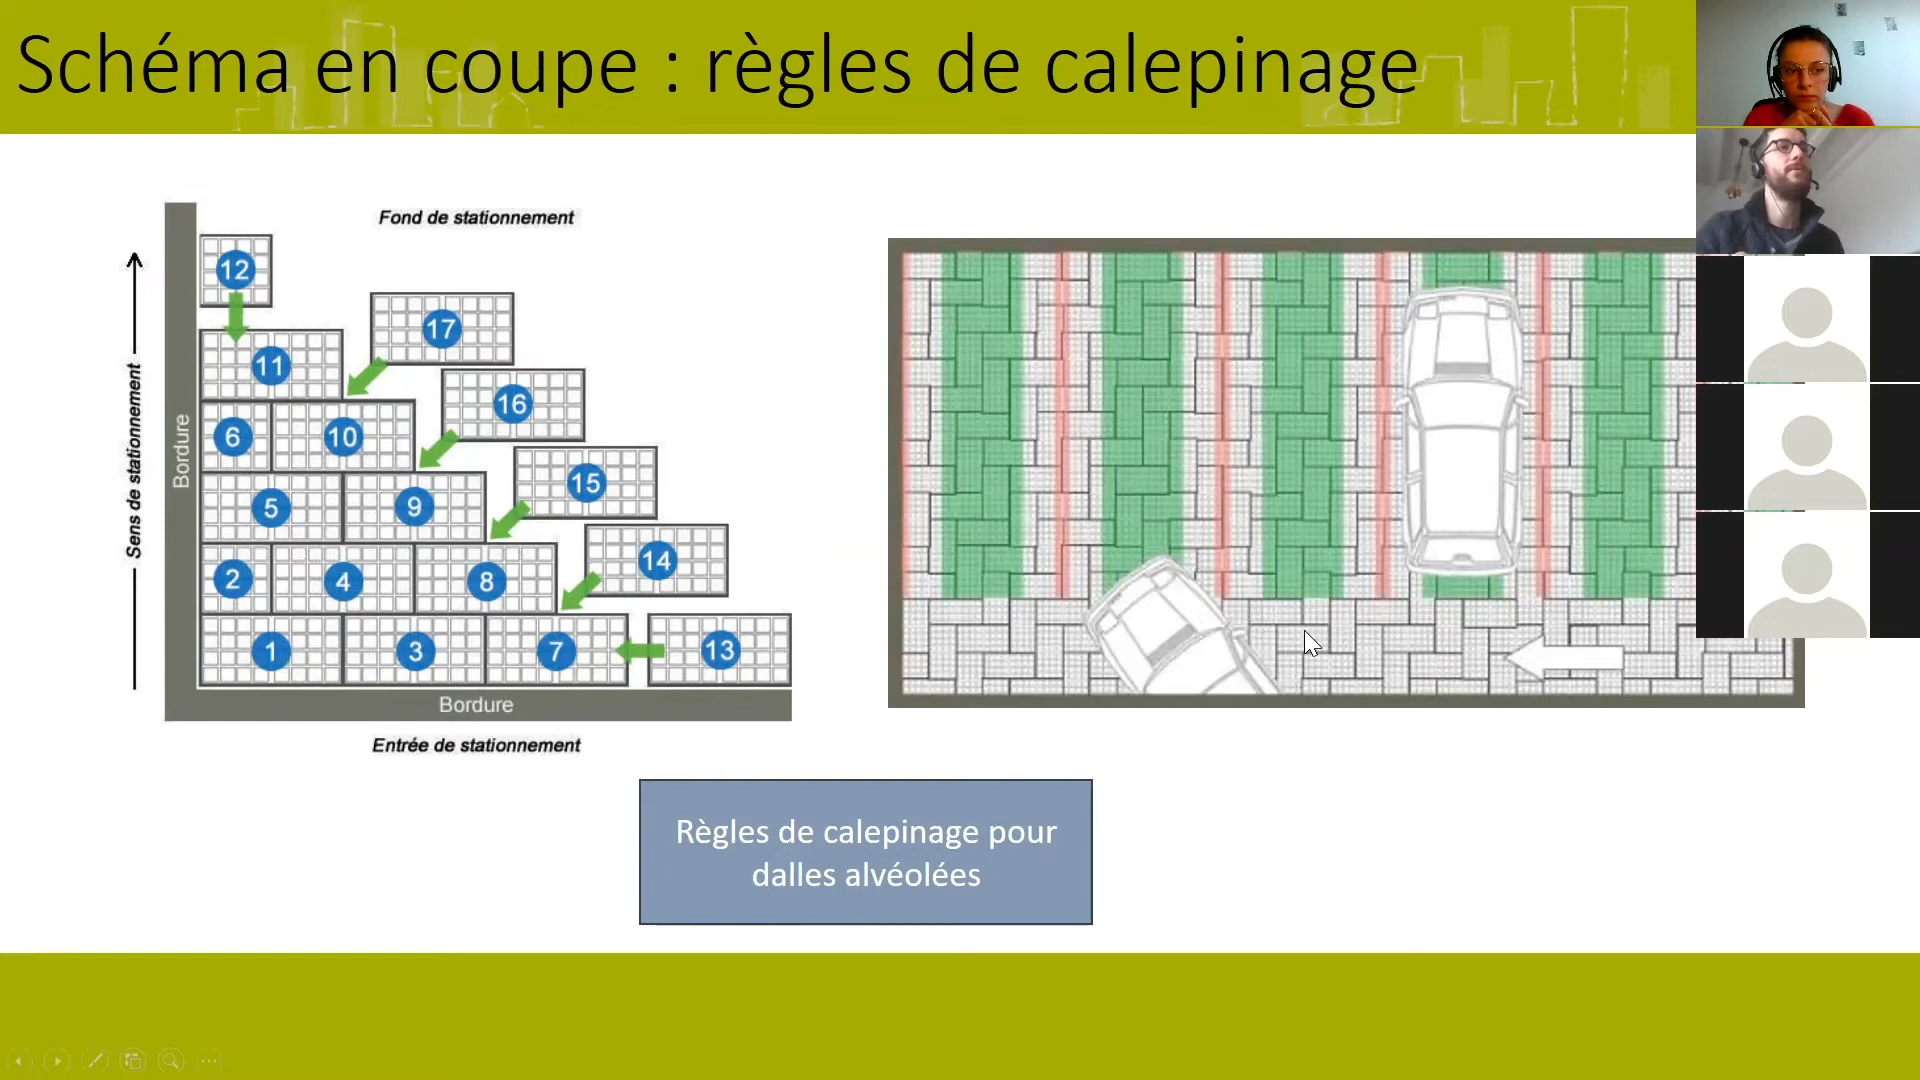 Schéma en coupe : règles de calepinage
Fond de stationnement
Sens de stationnement
Bordure
12
17
11
16
6
10
15
5
9
14
2
4
8
1
3
7
13
Bordure
Entrée de stationnement
Règles de calepinage pour
dalles alvéolées